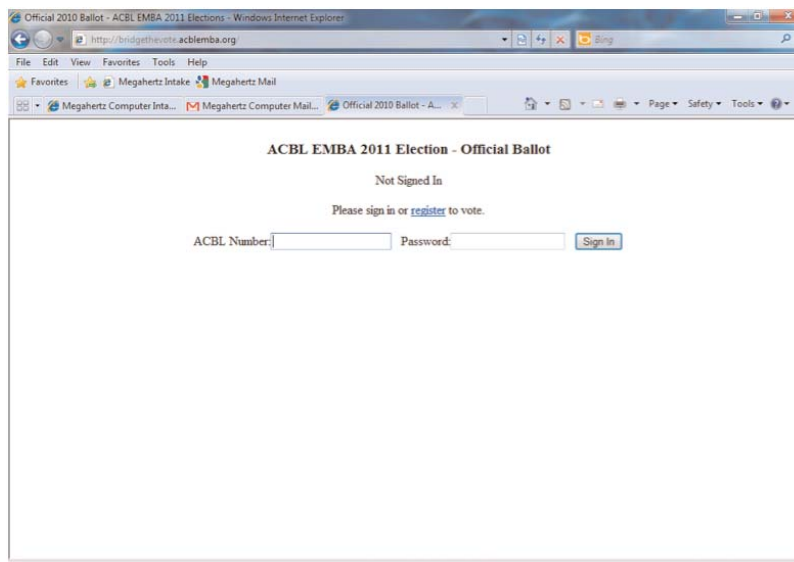 Official 2010 Ballot - ACBL EMBA 2011 Elections - Windows Internet Explorer
http://bridgethevote.acblemba.org
Bing
File Edit View Favorites Tools Help
Favorites Megahertz Intake Megahertz Mail
Megahertz Computer Inta... Megahertz Computer Mail... Official 2010 Ballot - A... x Page Safety Tools
ACBL EMBA 2011 Election - Official Ballot
Not Signed In
Please sign in or register to vote.
ACBL Number: Password: Sign In